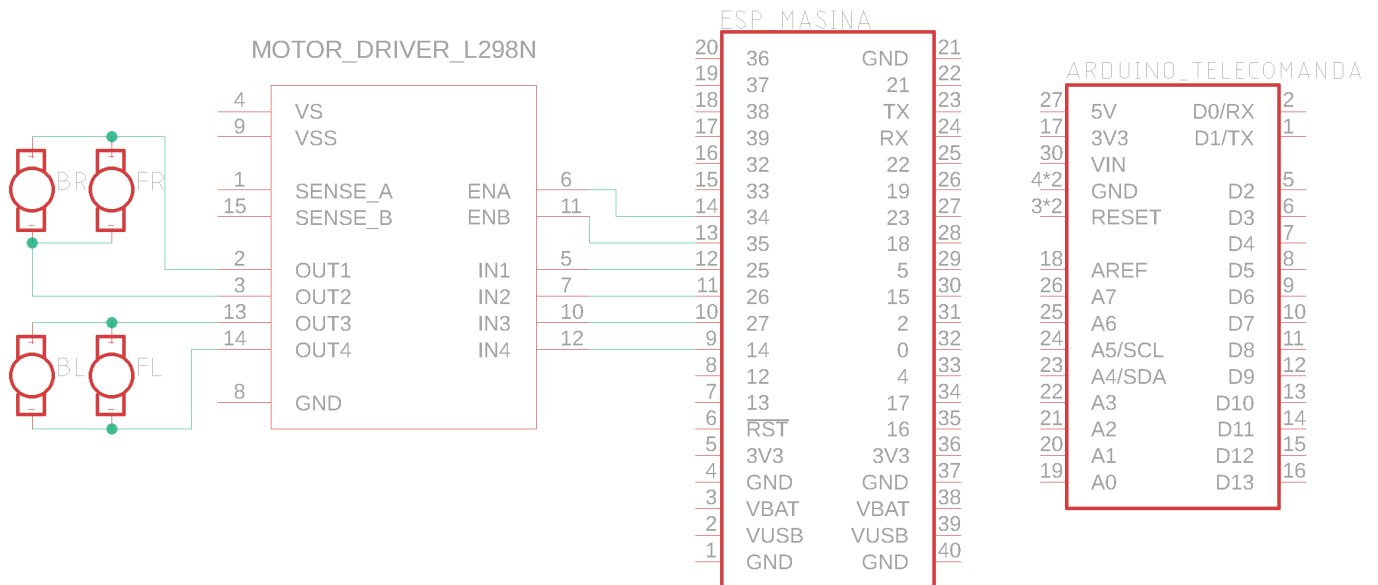 MOTOR_DRIVER_L298N
4 VS
9 VSS
1 SENSE_A ENA 6
15 SENSE_B ENB 11
2 OUT1 IN1 5
3 OUT2 IN2 7
13 OUT3 IN3 10
14 OUT4 IN4 12
8 GND
+ +
BR FR
- -
+ +
BL FL
- -
ESP_MASINA
20 36 GND 21
19 37 21 22
18 38 TX 23
17 39 RX 24
16 32 22 25
15 33 19 26
14 34 23 27
13 35 18 28
12 25 5 29
11 26 15 30
10 27 2 31
9 14 0 32
8 12 4 33
7 13 17 34
6 RST 16 35
5 3V3 3V3 36
4 GND GND 37
3 VBAT VBAT 38
2 VUSB VUSB 39
1 GND GND 40
ARDUINO_TELECOMANDA
27 5V D0/RX 2
17 3V3 D1/TX 1
30 VIN
4*2 GND D2 5
3*2 RESET D3 6
D4 7
18 AREF D5 8
26 A7 D6 9
25 A6 D7 10
24 A5/SCL D8 11
23 A4/SDA D9 12
22 A3 D10 13
21 A2 D11 14
20 A1 D12 15
19 A0 D13 16